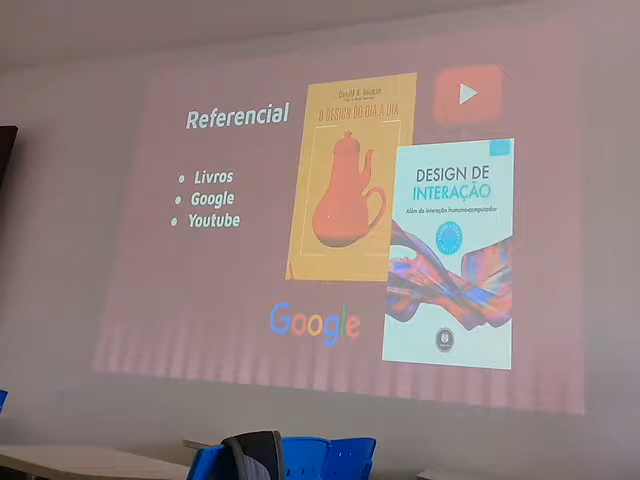 Referencial
Livros
Google
Youtube
Donald A. Norman
O DESIGN DO DIA A DIA
DESIGN DE
INTERAÇÃO
Além da interação humano-computador
Google